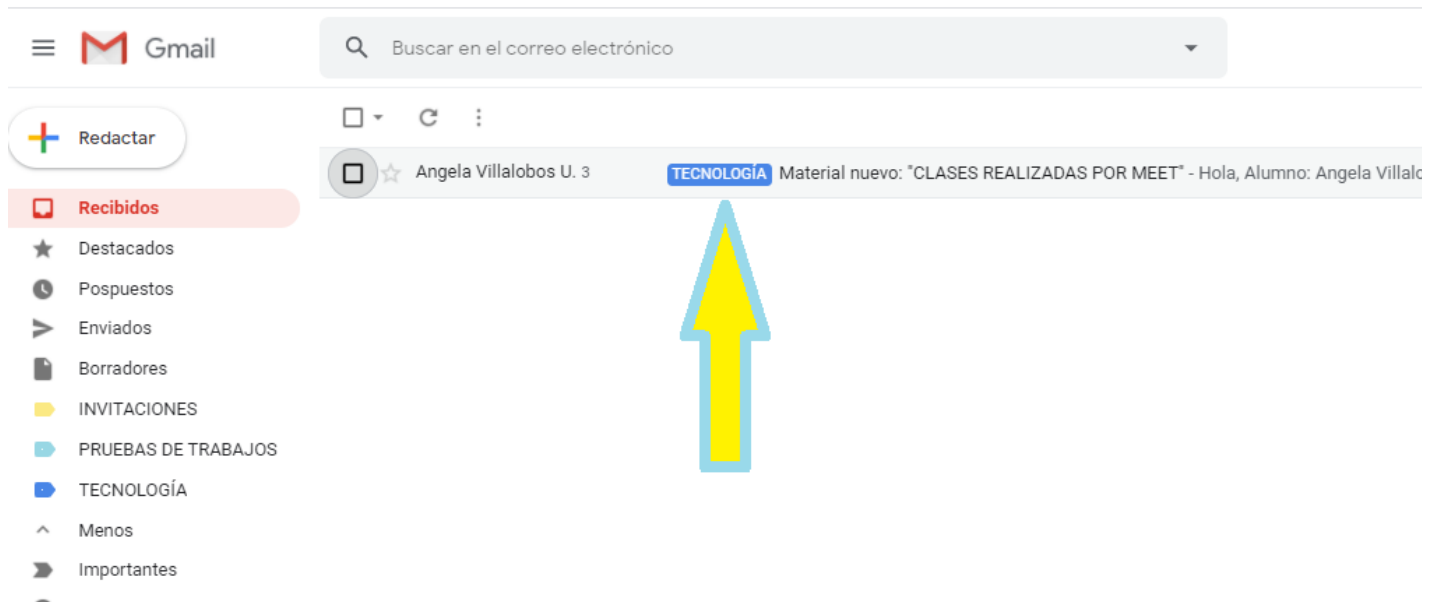 Gmail
Buscar en el correo electrónico
Redactar
Angela Villalobos U. 3 TECNOLOGÍA Material nuevo: "CLASES REALIZADAS POR MEET" - Hola, Alumno: Angela
Recibidos
Destacados
Pospuestos
Enviados
Borradores
INVITACIONES
PRUEBAS DE TRABAJOS
TECNOLOGÍA
Menos
Importantes